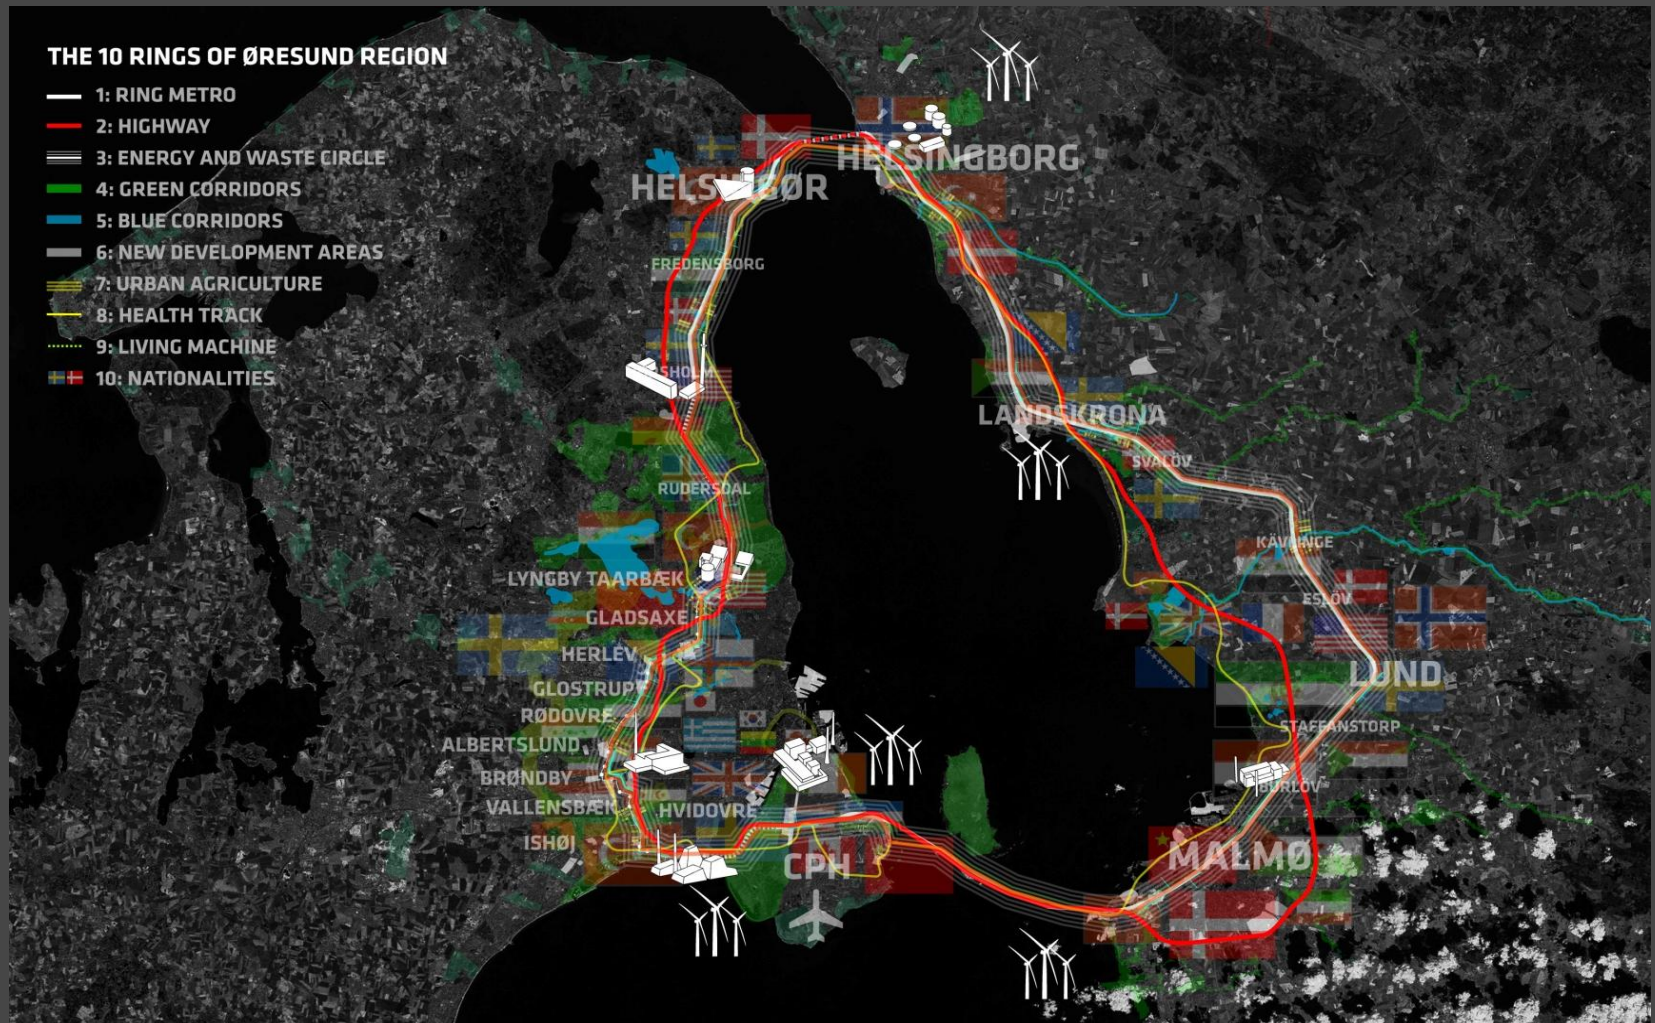 THE 10 RINGS OF ØRESUND REGION
1: RING METRO
2: HIGHWAY
3: ENERGY AND WASTE CIRCLE
4: GREEN CORRIDORS
5: BLUE CORRIDORS
6: NEW DEVELOPMENT AREAS
7: URBAN AGRICULTURE
8: HEALTH TRACK
9: LIVING MACHINE
10: NATIONALITIES
HELSINGBORG
HELSINGØR
FREDENSBORG
LANDSKRONA
SVALÖV
RUDERSDAL
KÄVLINGE
LYNGBY TAARBÆK
ESLÖV
GLADSAXE
HERLEV
LUND
GLOSTRUP
RØDOVRE
STAFFANSTORP
ALBERTSLUND
BRØNDBY
BURLÖV
VALLENSBÆK
HVIDOVRE
ISHØJ
MALMØ
CPH